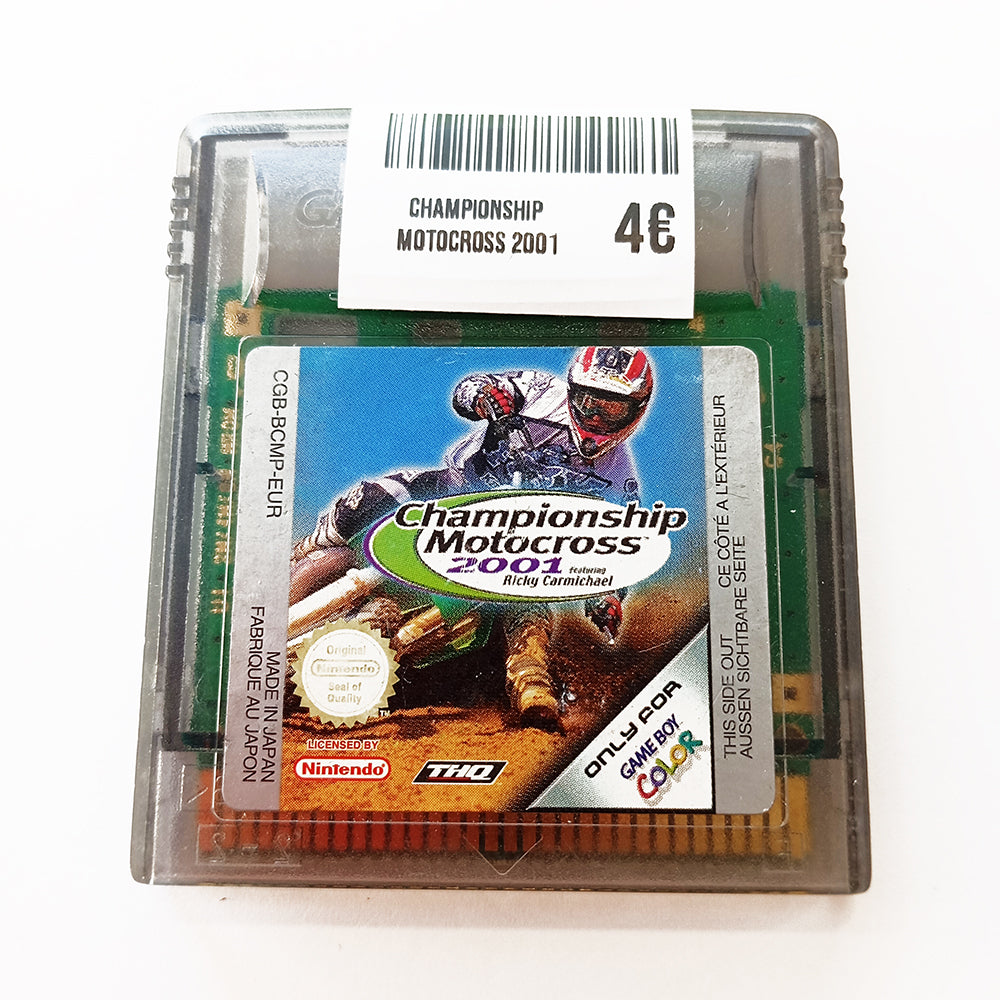 CHAMPIONSHIP
MOTOCROSS 2001
4€
CGB-BCMP-EUR
MADE IN JAPAN
FABRIQUE AU JAPON
Championship
Motocross™
2001 featuring
Ricky Carmichael
Original
Nintendo
Seal of
Quality
TM
LICENSED BY
Nintendo
THQ
ONLY FOR
GAME BOY
COLOR
THIS SIDE OUT CE CÔTÉ A L'EXTÉRIEUR
AUSSEN SICHTBARE SEITE